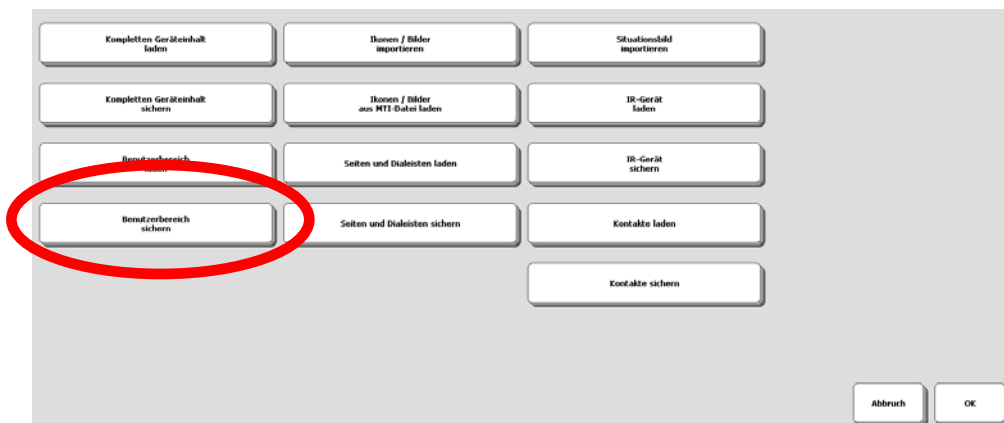 Kompletten Geräteinhalt
laden
Ikonen / Bilder
importieren
Situationsbild
importieren
Kompletten Geräteinhalt
sichern
Ikonen / Bilder
aus MTI-Datei laden
IR-Gerät
laden
Benutzerbereich
laden
Seiten und Dialeisten laden
IR-Gerät
sichern
Benutzerbereich
sichern
Seiten und Dialeisten sichern
Kontakte laden
Kontakte sichern
Abbruch
OK